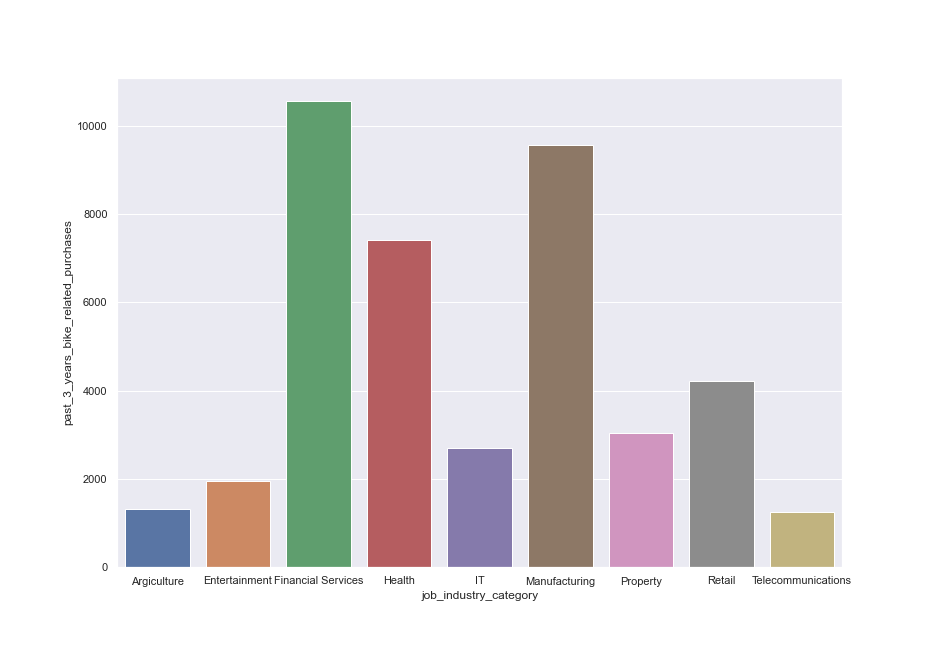 past_3_years_bike_related_purchases
10000
8000
6000
4000
2000
0
Argiculture Entertainment Financial Services Health IT Manufacturing Property Retail Telecommunications
job_industry_category